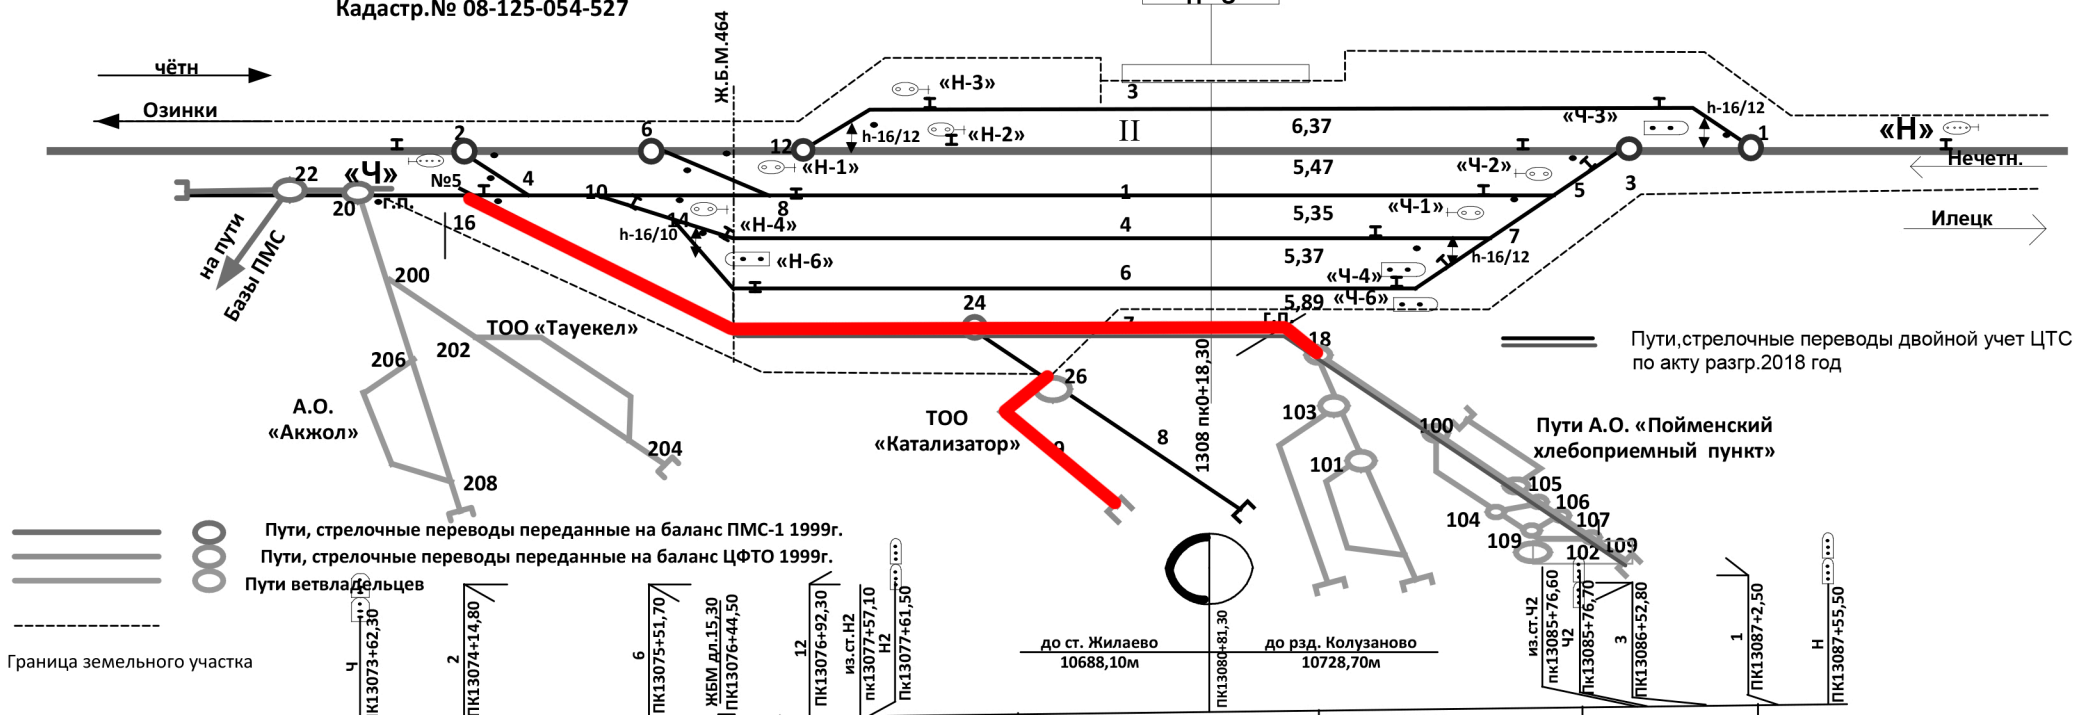 Кадастр.№ 08-125-054-527
Ж.Б.М.464
чётн
Озинки
«Н-3»
3
«Ч-3»
h-16/12
1
«Н»
2
6
12
h-16/12
«Н-2»
II
6,37
Нечетн.
22
«Ч»
№5
4
10
«Н-1»
8
1
5,47
«Ч-2»
5
3
20
г.п.
16
14
h-16/10
«Н-4»
4
5,35
«Ч-1»
7
Илецк
на пути
Базы ПМС
«Н-6»
6
5,37
«Ч-4»
h-16/12
200
24
7
5,89
«Ч-6»
г.п.
18
ТОО «Тауекел»
202
206
1308 пк0+18,30
Пути,стрелочные переводы двойной учет ЦТС
по акту разгр.2018 год
26
А.О.
«Акжол»
204
208
ТОО
«Катализатор»
9
8
103
101
100
Пути А.О. «Пойменский
хлебоприемный пункт»
105
106
104
107
109
102
109
Пути, стрелочные переводы переданные на баланс ПМС-1 1999г.
Пути, стрелочные переводы переданные на баланс ЦФТО 1999г.
Пути ветвладельцев
Граница земельного участка
Ч
ПК13073+62,30
2
ПК13074+14,80
6
ПК13075+51,70
ЖБМ дл.15,30
ПК13076+44,50
12
ПК13076+92,30
из.ст.Н2
пк13077+57,10
Н2
Пк13077+61,50
до ст. Жилаево
10688,10м
ПК13080+81,30
до рзд. Колузаново
10728,70м
из.ст.Ч2
пк13085+76,60
Ч2
Пк13085+76,70
3
ПК13086+52,80
1
ПК13087+2,50
Н
ПК13087+55,50